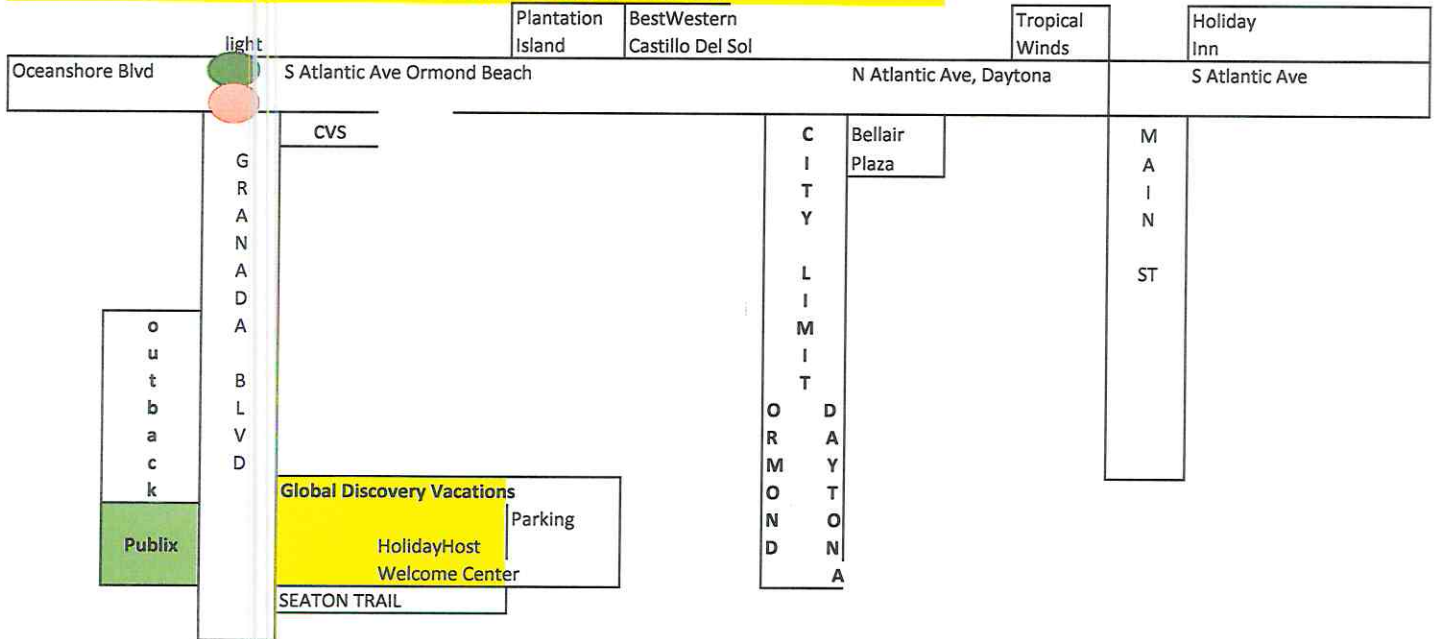 Plantation Island
BestWestern Castillo Del Sol
Tropical Winds
Holiday Inn
light
Oceanshore Blvd
S Atlantic Ave Ormond Beach
N Atlantic Ave, Daytona
S Atlantic Ave
CVS
GRANADA BLVD
CITY LIMIT
ORMOND
DAYTONA
Bellair
Plaza
MAIN ST
outback
Publix
Global Discovery Vacations
Parking
HolidayHost
Welcome Center
SEATON TRAIL